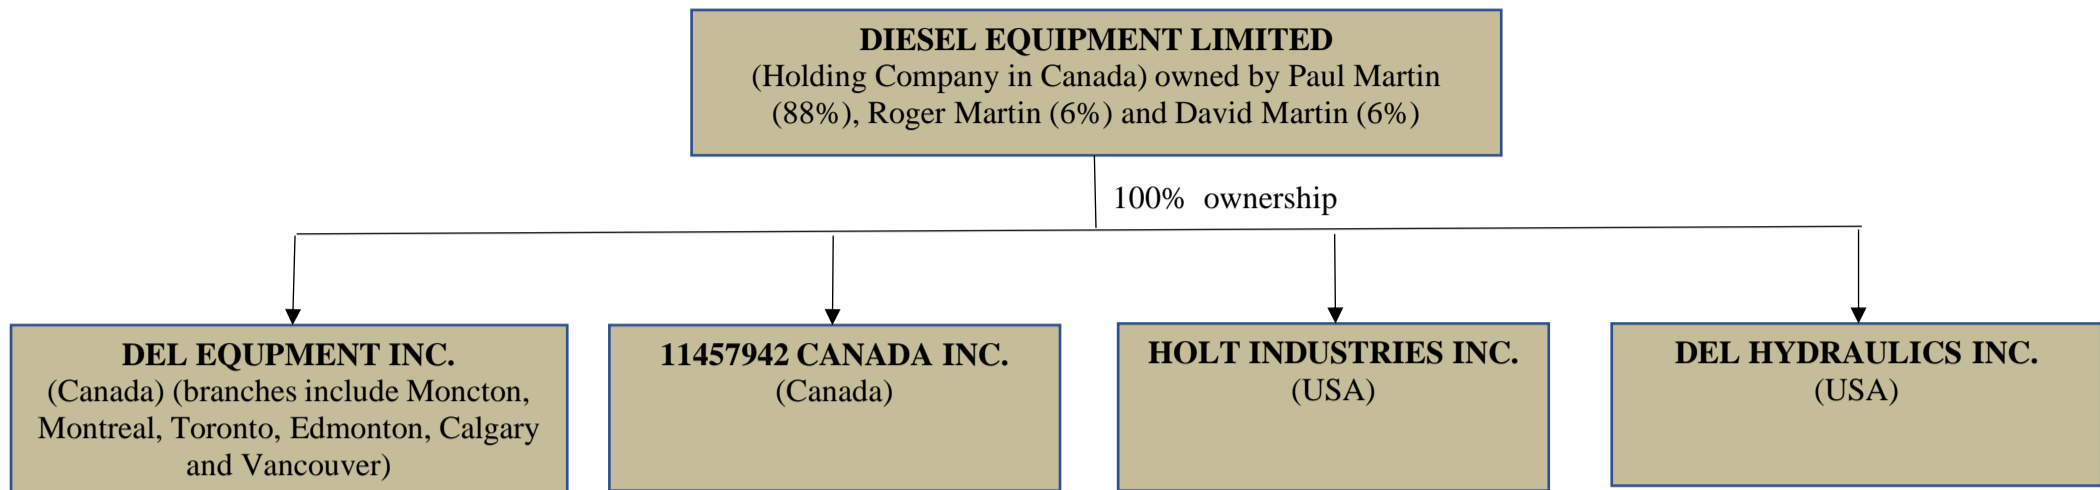 DIESEL EQUIPMENT LIMITED
(Holding Company in Canada) owned by Paul Martin
(88%), Roger Martin (6%) and David Martin (6%)
100% ownership
DEL EQUPMENT INC.
(Canada) (branches include Moncton,
Montreal, Toronto, Edmonton, Calgary
and Vancouver)
11457942 CANADA INC.
(Canada)
HOLT INDUSTRIES INC.
(USA)
DEL HYDRAULICS INC.
(USA)